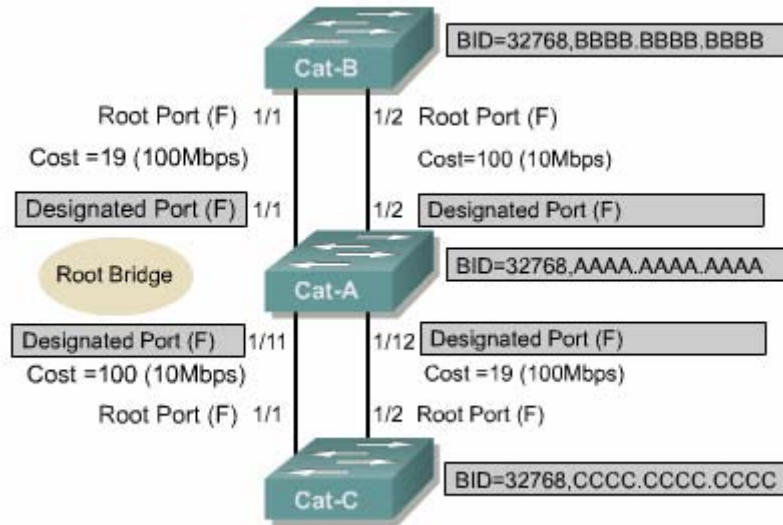 BID=32768,BBBB.BBBB.BBBB
Cat-B
Root Port (F) 1/1
1/2 Root Port (F)
Cost =19 (100Mbps)
Cost=100 (10Mbps)
Designated Port (F) 1/1
1/2 Designated Port (F)
Root Bridge
BID=32768,AAAA.AAAA.AAAA
Cat-A
Designated Port (F) 1/11
1/12 Designated Port (F)
Cost =100 (10Mbps)
Cost =19 (100Mbps)
Root Port (F) 1/1
1/2 Root Port (F)
BID=32768,CCCC.CCCC.CCCC
Cat-C